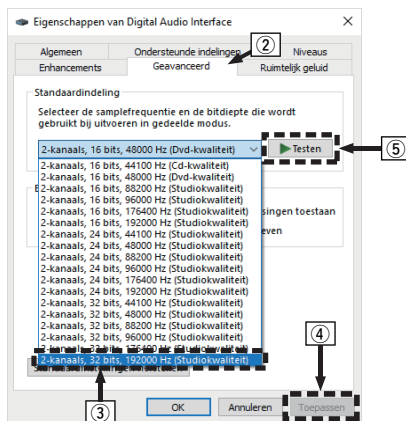 Eigenschappen van Digital Audio Interface
Algemeen Ondersteunde indelingen Niveaus
②
Enhancements Geavanceerd Ruimtelijk geluid
Standaardindeling
Selecteer de samplefrequentie en de bitdiepte die wordt
gebruikt bij uitvoeren in gedeelde modus.
2-kanaals, 16 bits, 48000 Hz (Dvd-kwaliteit) Testen
⑤
2-kanaals, 16 bits, 44100 Hz (Cd-kwaliteit)
2-kanaals, 16 bits, 48000 Hz (Dvd-kwaliteit)
2-kanaals, 16 bits, 88200 Hz (Studiokwaliteit)
2-kanaals, 16 bits, 96000 Hz (Studiokwaliteit)
2-kanaals, 16 bits, 176400 Hz (Studiokwaliteit)
2-kanaals, 16 bits, 192000 Hz (Studiokwaliteit)
2-kanaals, 24 bits, 44100 Hz (Studiokwaliteit)
2-kanaals, 24 bits, 48000 Hz (Studiokwaliteit)
2-kanaals, 24 bits, 88200 Hz (Studiokwaliteit)
2-kanaals, 24 bits, 96000 Hz (Studiokwaliteit)
2-kanaals, 24 bits, 176400 Hz (Studiokwaliteit)
2-kanaals, 24 bits, 192000 Hz (Studiokwaliteit)
2-kanaals, 32 bits, 44100 Hz (Studiokwaliteit)
2-kanaals, 32 bits, 48000 Hz (Studiokwaliteit)
2-kanaals, 32 bits, 88200 Hz (Studiokwaliteit)
2-kanaals, 32 bits, 96000 Hz (Studiokwaliteit)
2-kanaals, 32 bits, 176400 Hz (Studiokwaliteit)
2-kanaals, 32 bits, 192000 Hz (Studiokwaliteit)
singen toestaan
even
④
③
OK Annuleren Toepassen